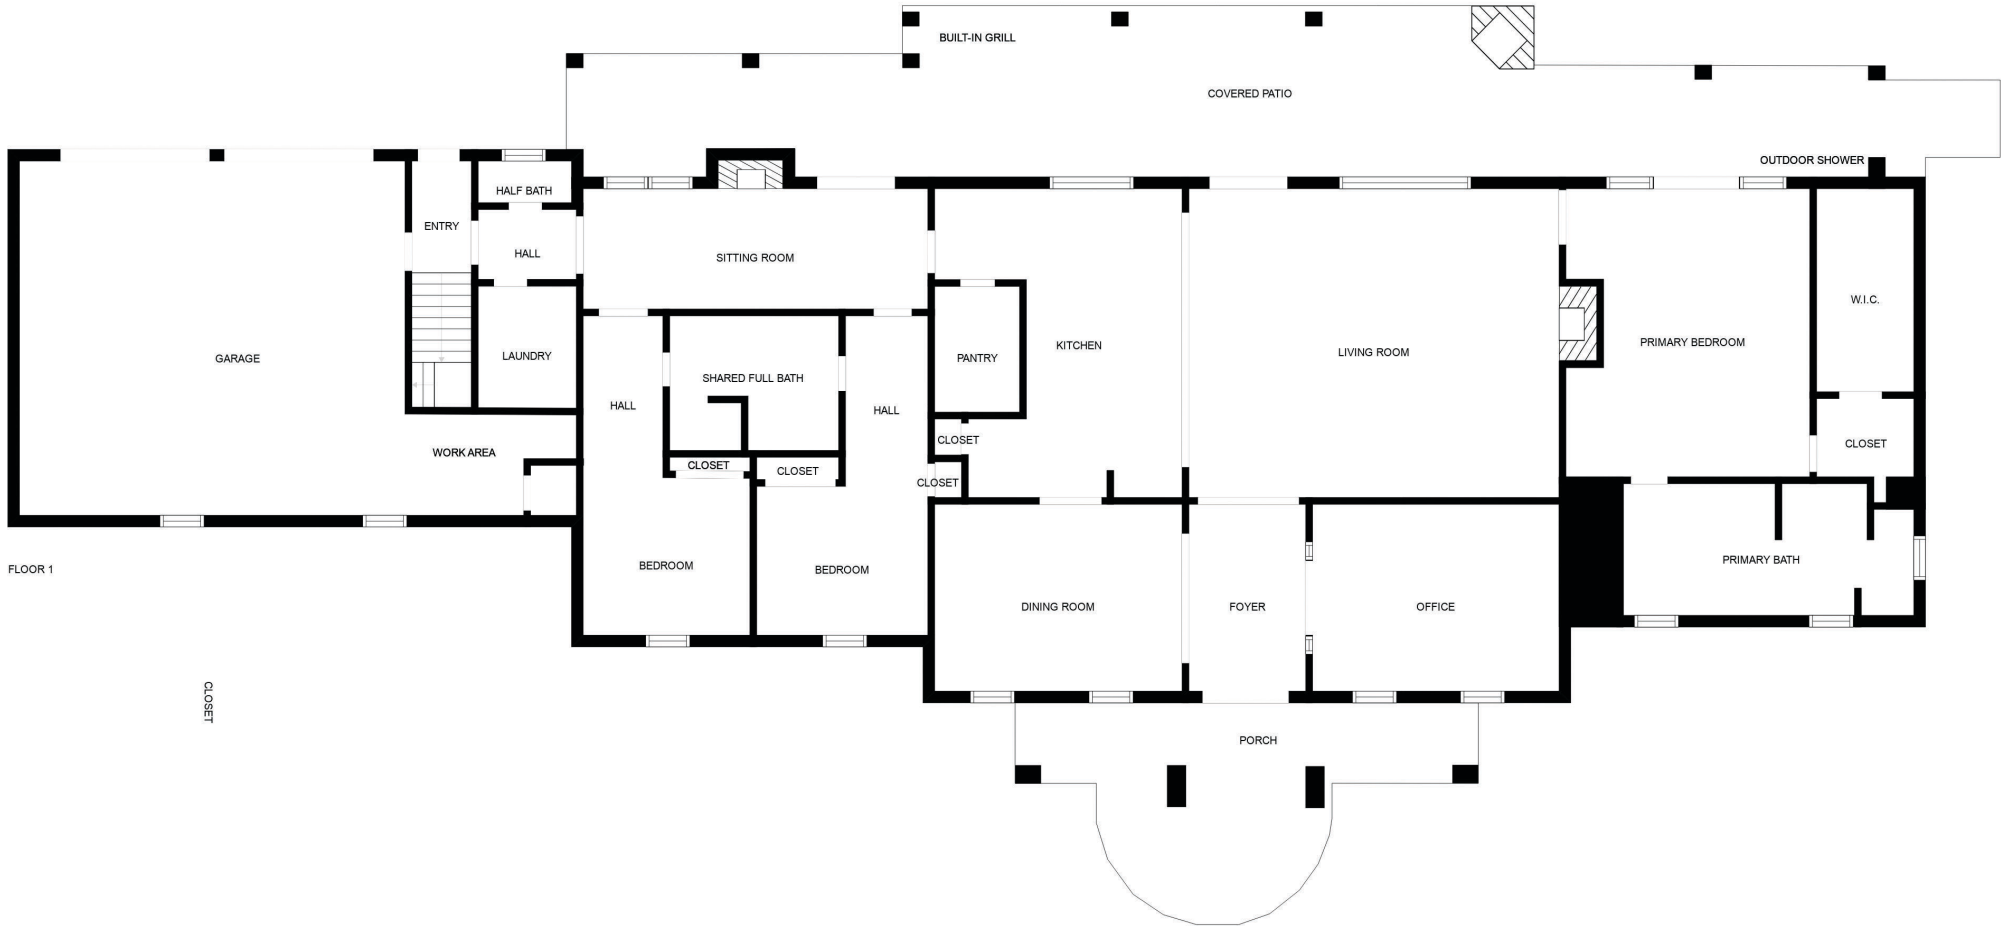 BUILT-IN GRILL
COVERED PATIO
OUTDOOR SHOWER
HALF BATH
ENTRY
HALL
SITTING ROOM
W.I.C.
GARAGE
LAUNDRY
PANTRY
KITCHEN
LIVING ROOM
PRIMARY BEDROOM
SHARED FULL BATH
HALL
HALL
WORK AREA
CLOSET
CLOSET
CLOSET
CLOSET
CLOSET
FLOOR 1
BEDROOM
BEDROOM
DINING ROOM
FOYER
OFFICE
PRIMARY BATH
CLOSET
PORCH